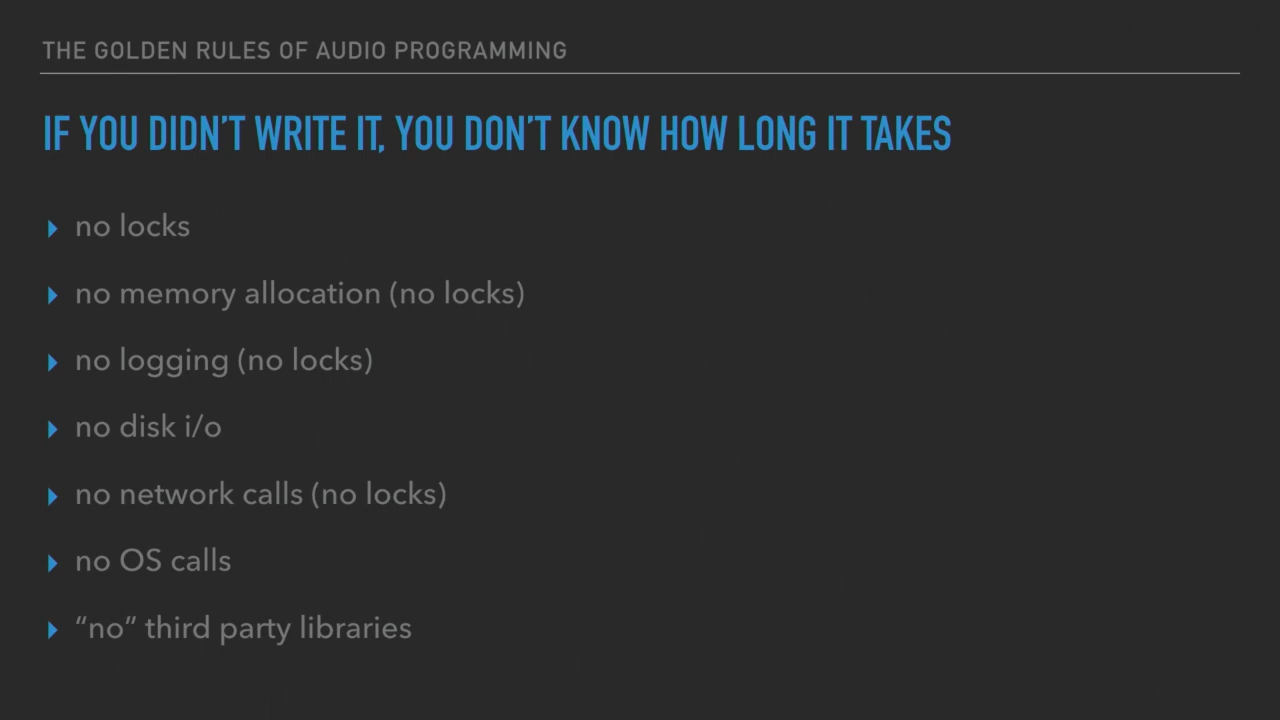 THE GOLDEN RULES OF AUDIO PROGRAMMING
IF YOU DIDN’T WRITE IT, YOU DON’T KNOW HOW LONG IT TAKES
no locks
no memory allocation (no locks)
no logging (no locks)
no disk i/o
no network calls (no locks)
no OS calls
“no” third party libraries